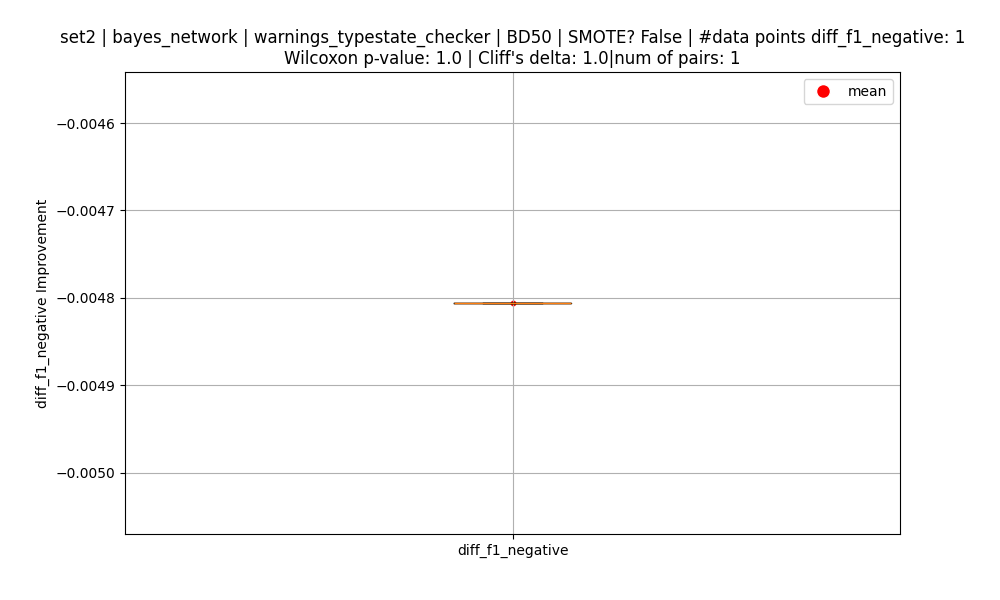 set2 | bayes_network | warnings_typestate_checker | BD50 | SMOTE? False | #data points diff_f1_negative: 1
Wilcoxon p-value: 1.0 | Cliff's delta: 1.0|num of pairs: 1
mean
−0.0046
−0.0047
−0.0048
−0.0049
−0.0050
diff_f1_negative Improvement
diff_f1_negative